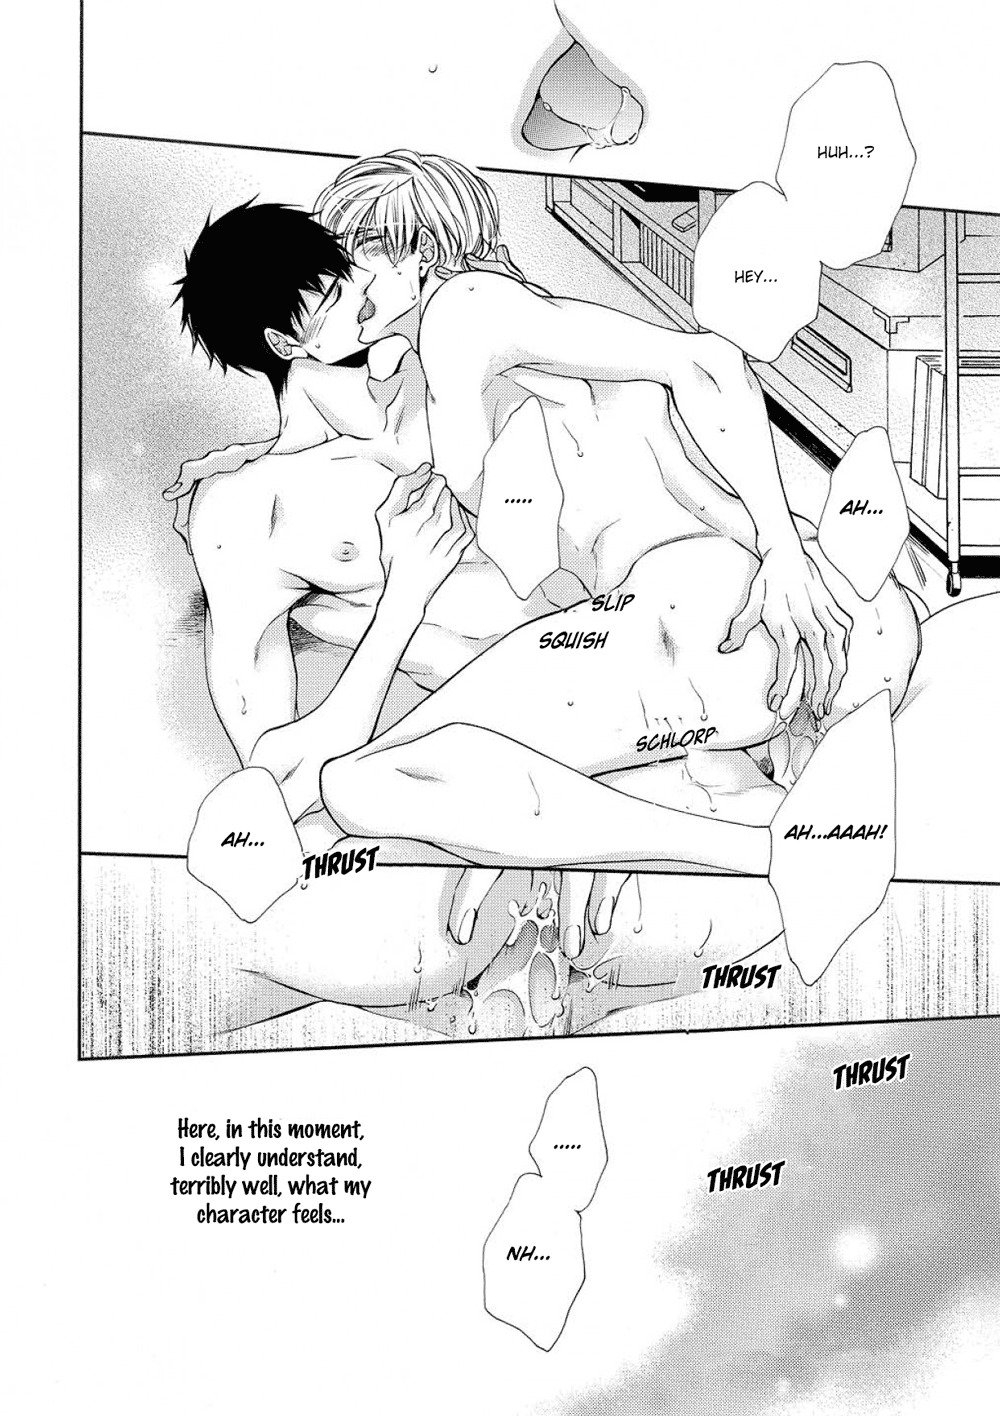 HUH...?
HEY...
.....
AH...
SLIP
SQUISH
SCHLORP
AH...AAAH!
AH...
THRUST
THRUST
THRUST
THRUST
.....
NH...
Here, in this moment,
I clearly understand,
terribly well, what my
character feels...